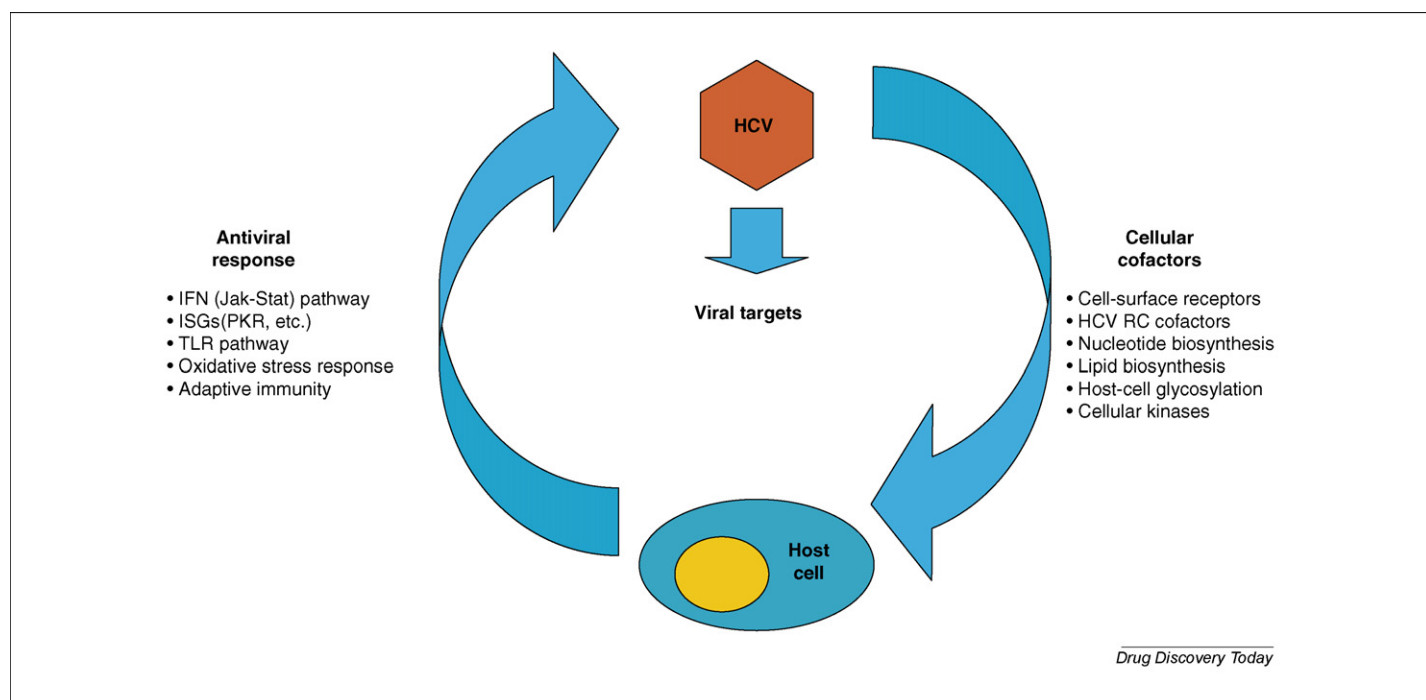 HCV
Viral targets
Antiviral
response
• IFN (Jak-Stat) pathway
• ISGs(PKR, etc.)
• TLR pathway
• Oxidative stress response
• Adaptive immunity
Cellular
cofactors
• Cell-surface receptors
• HCV RC cofactors
• Nucleotide biosynthesis
• Lipid biosynthesis
• Host-cell glycosylation
• Cellular kinases
Host
cell
Drug Discovery Today